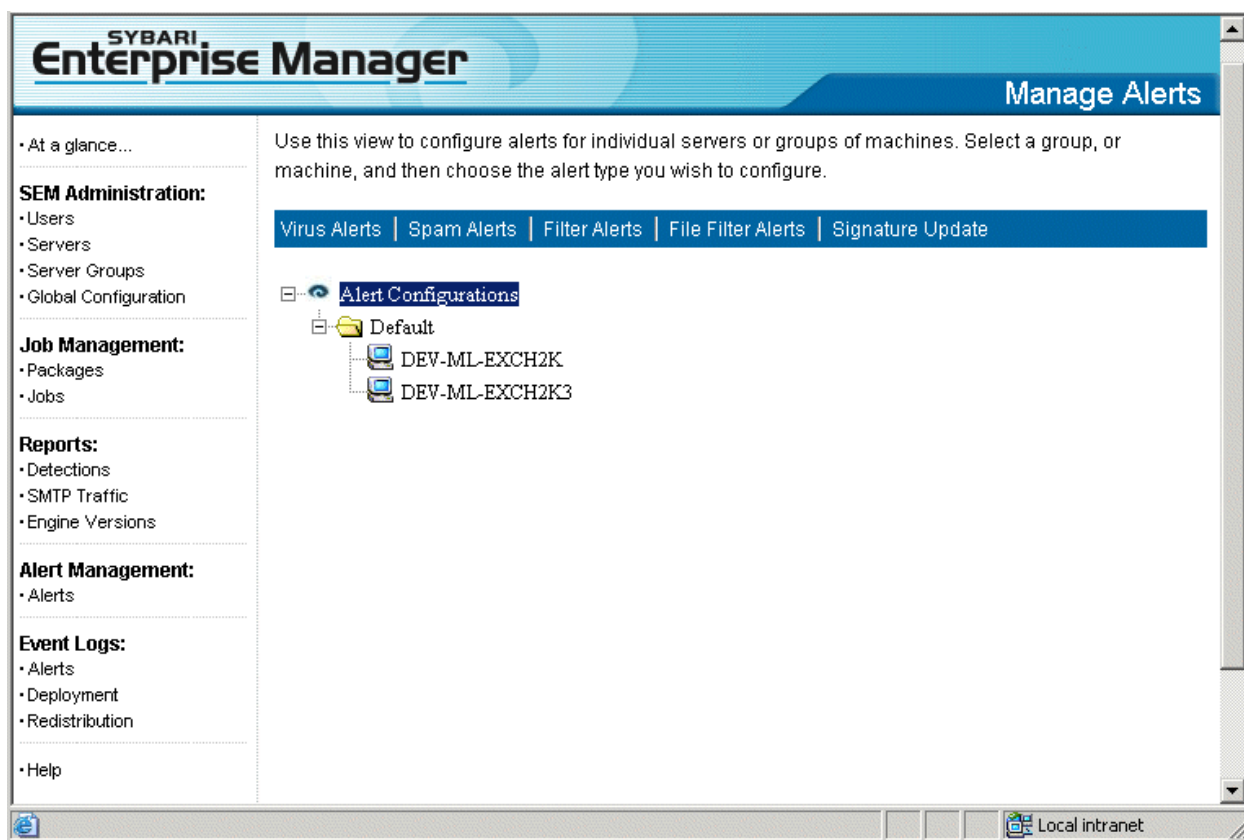 SYBARI
Enterprise Manager
Manage Alerts
• At a glance...
SEM Administration:
• Users
• Servers
• Server Groups
• Global Configuration
Job Management:
• Packages
• Jobs
Reports:
• Detections
• SMTP Traffic
• Engine Versions
Alert Management:
• Alerts
Event Logs:
• Alerts
• Deployment
• Redistribution
• Help
Use this view to configure alerts for individual servers or groups of machines. Select a group, or
machine, and then choose the alert type you wish to configure.
Virus Alerts | Spam Alerts | Filter Alerts | File Filter Alerts | Signature Update
Alert Configurations
Default
DEV-ML-EXCH2K
DEV-ML-EXCH2K3
Local intranet